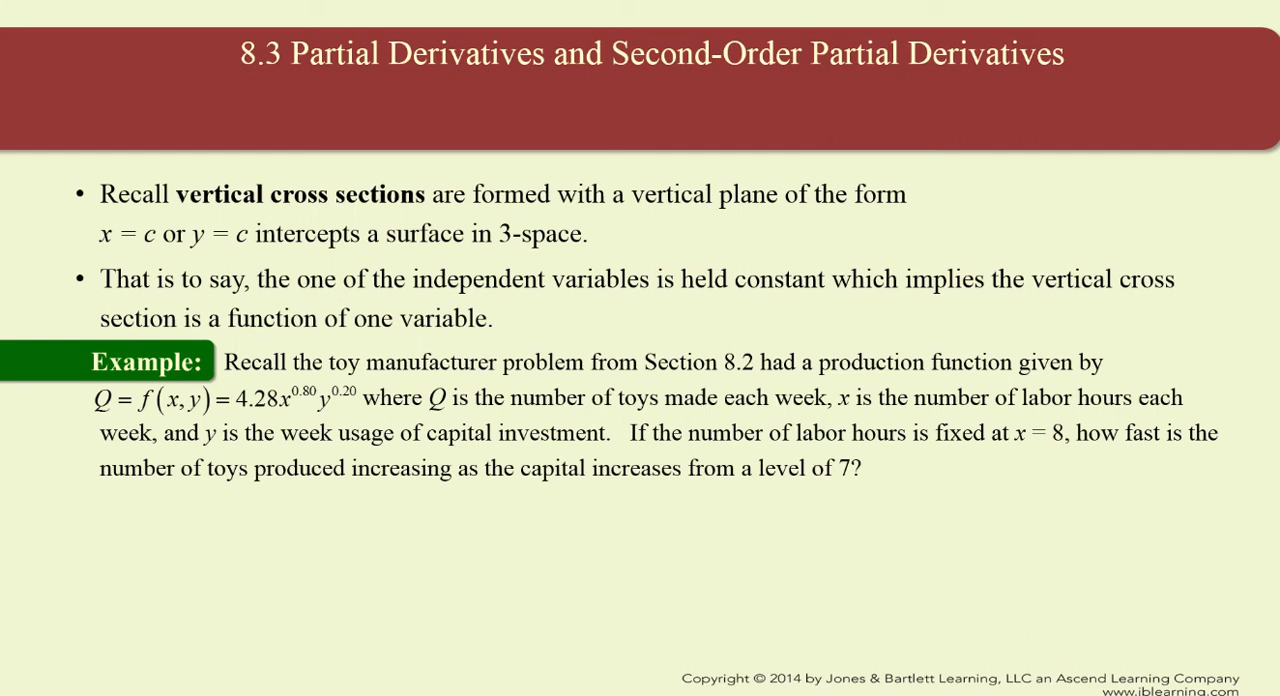 8.3 Partial Derivatives and Second-Order Partial Derivatives
• Recall vertical cross sections are formed with a vertical plane of the form
x = c or y = c intercepts a surface in 3-space.
• That is to say, the one of the independent variables is held constant which implies the vertical cross
section is a function of one variable.
Example: Recall the toy manufacturer problem from Section 8.2 had a production function given by
Q = f(x,y) = 4.28x^0.80 y^0.20 where Q is the number of toys made each week, x is the number of labor hours each
week, and y is the week usage of capital investment. If the number of labor hours is fixed at x = 8, how fast is the
number of toys produced increasing as the capital increases from a level of 7?
Copyright © 2014 by Jones & Bartlett Learning, LLC an Ascend Learning Company
www.jblearning.com